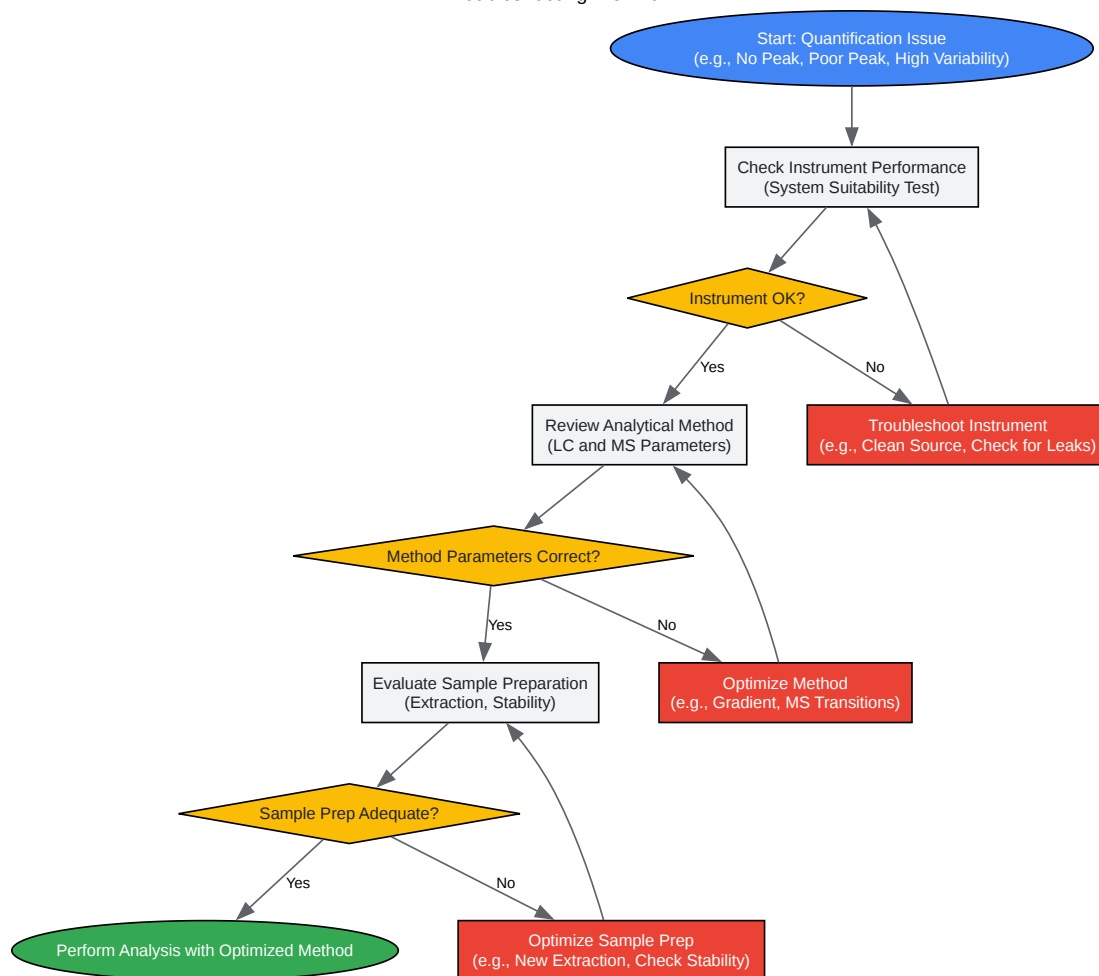 Start: Quantification Issue
(e.g., No Peak, Poor Peak, High Variability)
Check Instrument Performance
(System Suitability Test)
Instrument OK?
Yes
No
Review Analytical Method
(LC and MS Parameters)
Troubleshoot Instrument
(e.g., Clean Source, Check for Leaks)
Method Parameters Correct?
Yes
No
Evaluate Sample Preparation
(Extraction, Stability)
Optimize Method
(e.g., Gradient, MS Transitions)
Sample Prep Adequate?
Yes
No
Perform Analysis with Optimized Method
Optimize Sample Prep
(e.g., New Extraction, Check Stability)